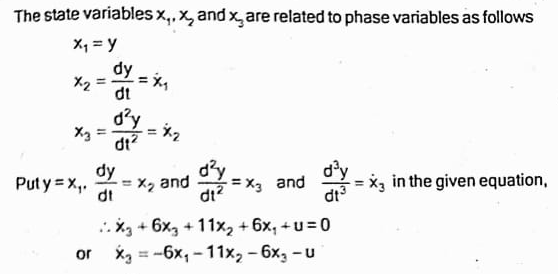 The state variables x₁, x₂ and x₃ are related to phase variables as follows
x₁ = y
x₂ = dy/dt = ẋ₁
x₃ = d²y/dt² = ẋ₂
Put y = x₁, dy/dt = x₂ and d²y/dt² = x₃ and d³y/dt³ = ẋ₃ in the given equation,
∴ ẋ₃ + 6x₃ + 11x₂ + 6x₁ + u = 0
or ẋ₃ = -6x₁ - 11x₂ - 6x₃ - u